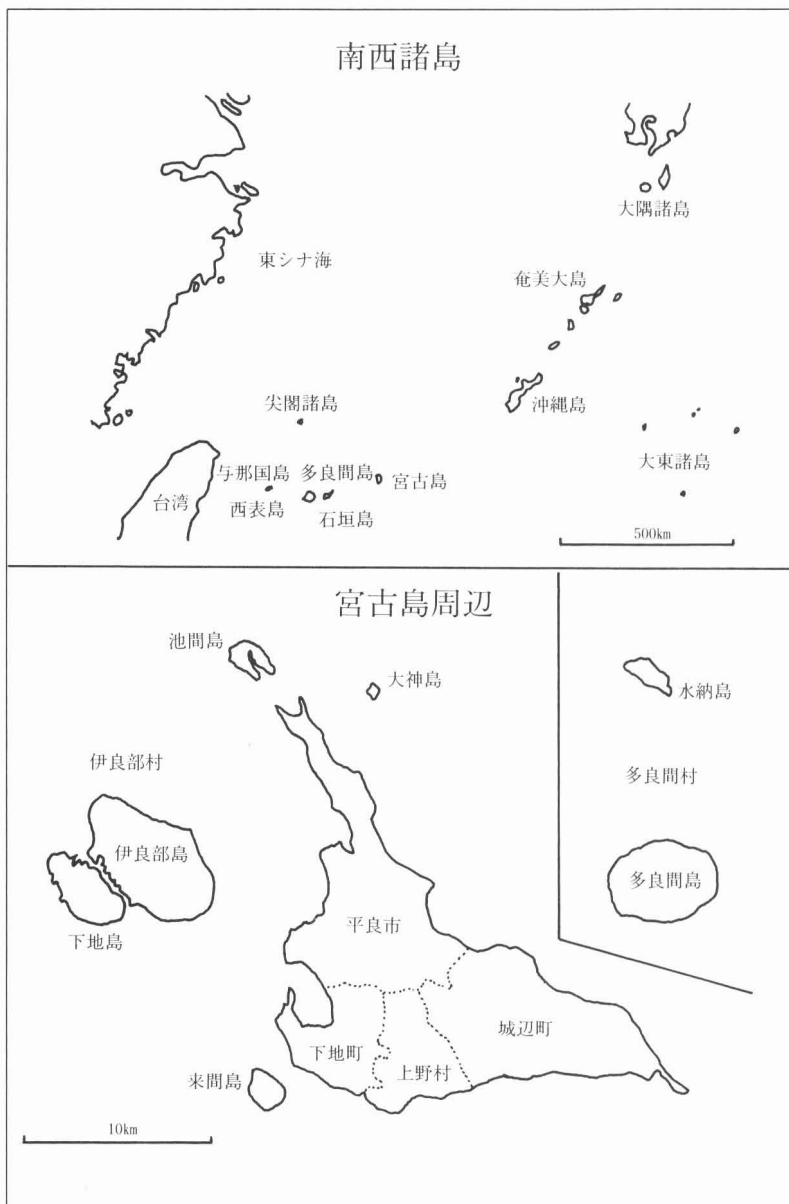 南西諸島
大隅諸島
東シナ海
奄美大島
尖閣諸島
沖縄島
与那国島
多良間島
宮古島
大東諸島
台湾
西表島
石垣島
500km
宮古島周辺
池間島
大神島
水納島
伊良部村
多良間村
伊良部島
多良間島
平良市
下地島
城辺町
下地町
上野村
来間島
10km